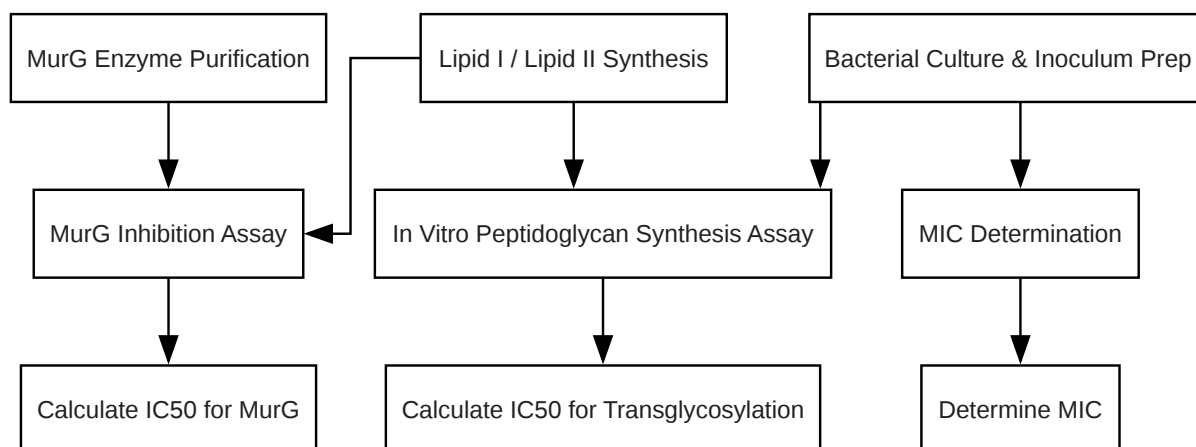 MurG Enzyme Purification
Lipid I / Lipid II Synthesis
Bacterial Culture & Inoculum Prep
MurG Inhibition Assay
In Vitro Peptidoglycan Synthesis Assay
MIC Determination
Calculate IC50 for MurG
Calculate IC50 for Transglycosylation
Determine MIC